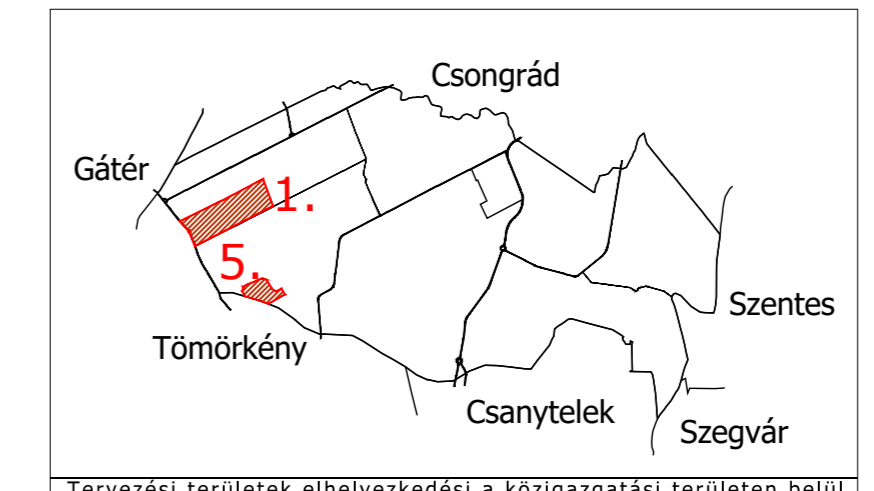 Csongrád
Gátér
1.
5.
Szentes
Tömörkény
Csanytelek
Szegvár
Tervezési területek elhelyezkedési a közigazgatási területen belül